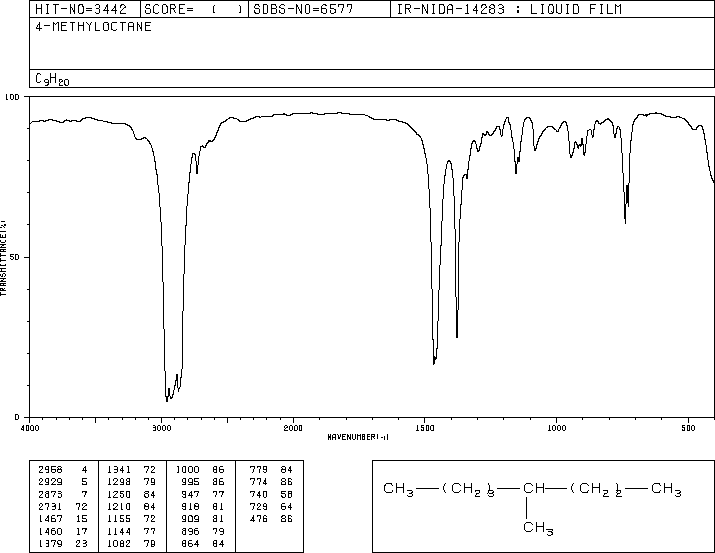 HIT-NO=3442 SCORE= ( ) SDBS-NO=6577 IR-NIDA-14283 : LIQUID FILM
4-METHYLOCTANE
C9H20
100
50
0
TRANSMITTANCE(%)
4000 3000 2000 1500 1000 500
WAVENUMBER(-1)
2958 4 1341 72 1000 86 779 84
2929 5 1298 79 995 86 774 86
2873 7 1250 84 947 77 740 58
2731 72 1210 84 918 81 729 64
1467 15 1155 72 909 81 476 86
1460 17 1144 77 896 79
1379 23 1082 79 864 84
CH3—(CH2)3—CH—(CH2)2—CH3
CH3